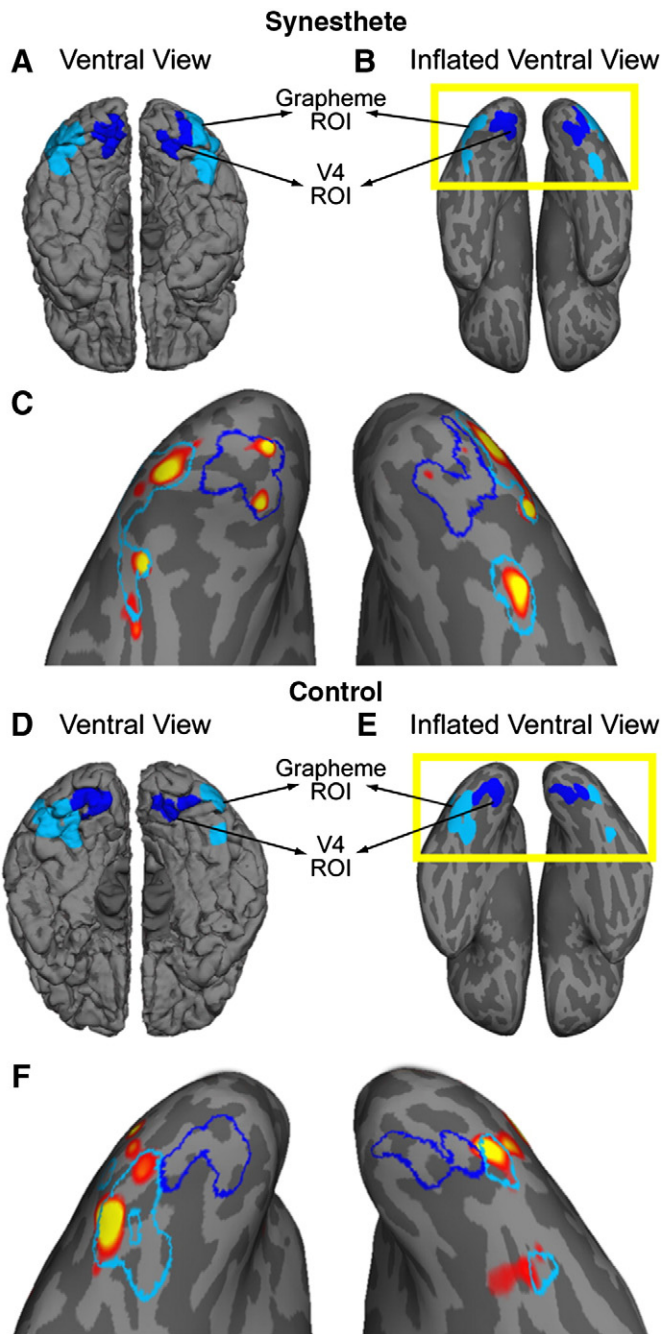 Synesthete
A Ventral View
B Inflated Ventral View
Grapheme
ROI
V4
ROI
C
Control
D Ventral View
E Inflated Ventral View
Grapheme
ROI
V4
ROI
F